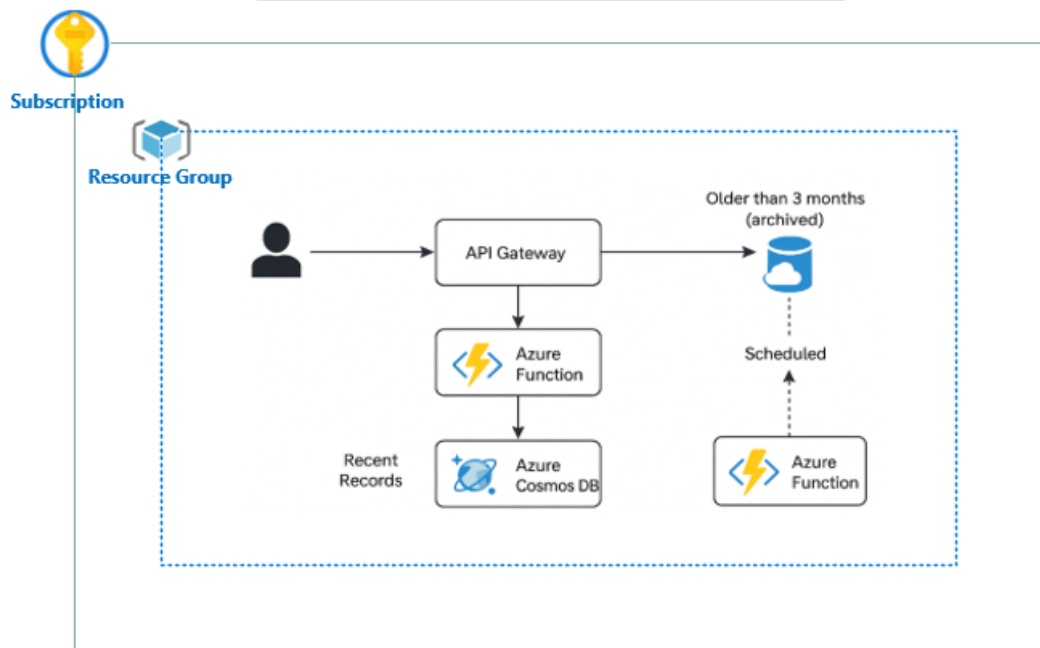 Subscription
Resource Group
Older than 3 months
(archived)
API Gateway
Azure
Function
Scheduled
Recent
Records
Azure
Cosmos DB
Azure
Function